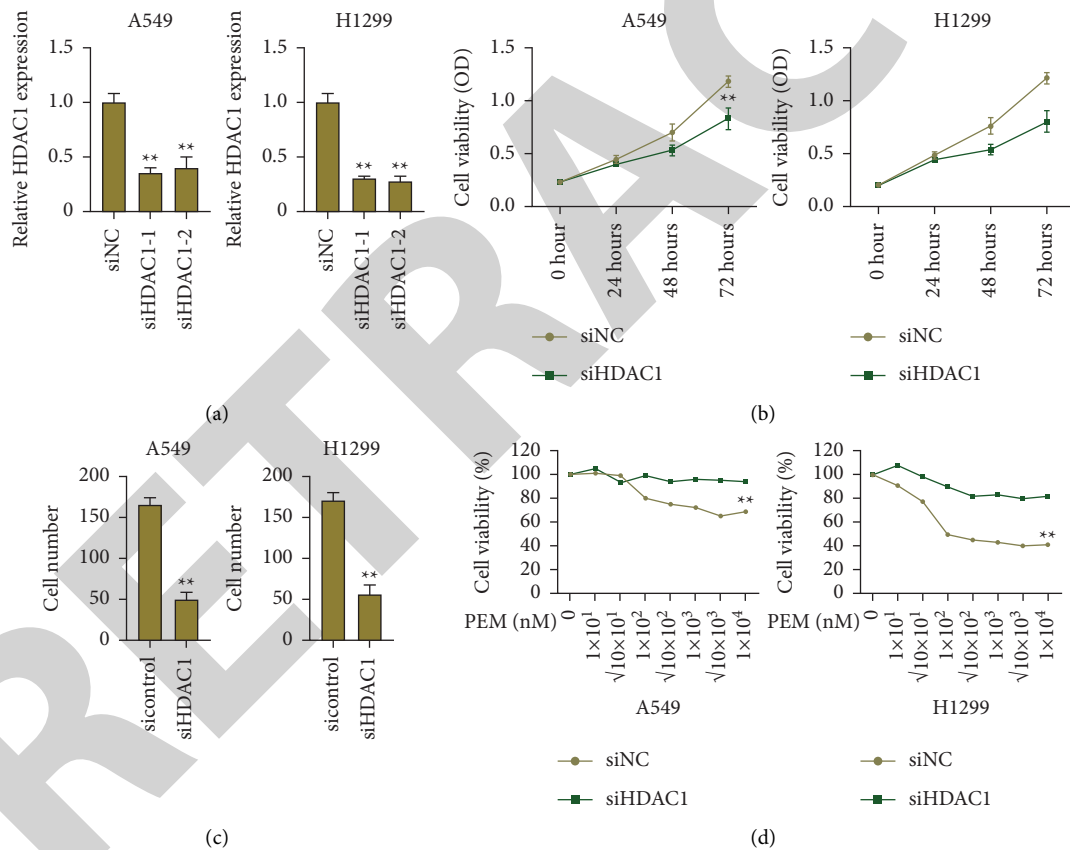 A549
Relative HDAC1 expression
1.5
1.0
0.5
0
siNC
siHDAC1-1
siHDAC1-2
**
**
H1299
Relative HDAC1 expression
1.5
1.0
0.5
0
siNC
siHDAC1-1
siHDAC1-2
**
**
(a)
A549
Cell viability (OD)
1.5
1.0
0.5
0.0
**
0 hour
24 hours
48 hours
72 hours
siNC
siHDAC1
H1299
Cell viability (OD)
1.5
1.0
0.5
0.0
0 hour
24 hours
48 hours
72 hours
siNC
siHDAC1
(b)
A549
Cell number
200
150
100
50
0
**
sicontrol
siHDAC1
H1299
Cell number
200
150
100
50
0
**
sicontrol
siHDAC1
(c)
Cell viability (%)
120
100
80
60
40
20
0
**
PEM (nM)
0
1×10¹
√10×10¹
1×10²
√10×10²
1×10³
√10×10³
1×10⁴
A549
siNC
siHDAC1
Cell viability (%)
120
100
80
60
40
20
0
**
PEM (nM)
0
1×10¹
√10×10¹
1×10²
√10×10²
1×10³
√10×10³
1×10⁴
H1299
siNC
siHDAC1
(d)
RETRAC